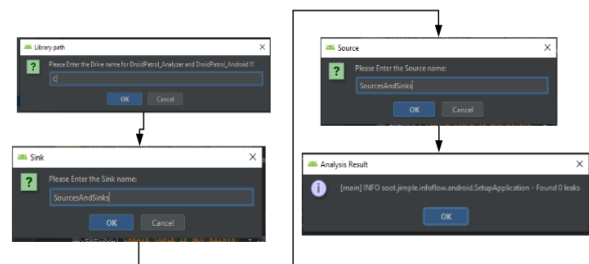 Library path
Please Enter the Drive name for DroidPatrol_Analyzer and DroidPatrol_Android !!!
C
OK Cancel
Sink
Please Enter the Sink name:
SourcesAndSinks
OK Cancel
Source
Please Enter the Source name:
SourcesAndSinks
OK Cancel
Analysis Result
[main] INFO soot.jimple.infoflow.android.SetupApplication - Found 0 leaks
OK